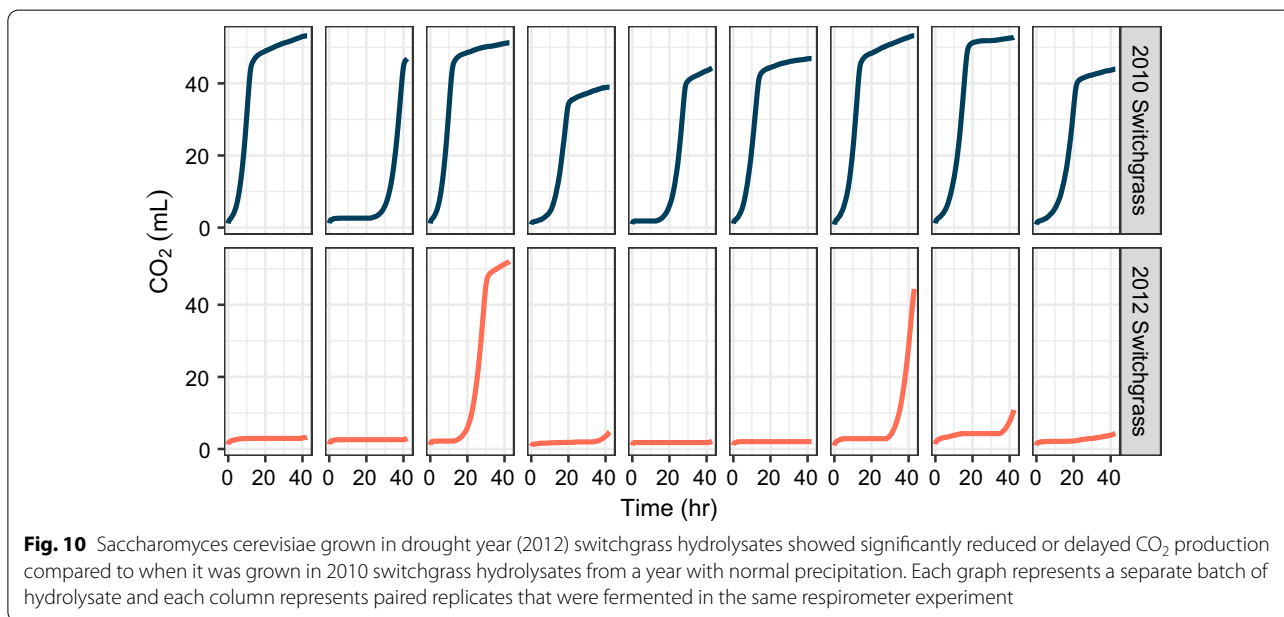 40
20
0
2010 Switchgrass
CO₂ (mL)
40
20
0
2012 Switchgrass
0 20 40 0 20 40 0 20 40 0 20 40 0 20 40 0 20 40 0 20 40 0 20 40 0 20 40
Time (hr)
Fig. 10 Saccharomyces cerevisiae grown in drought year (2012) switchgrass hydrolysates showed significantly reduced or delayed CO₂ production
compared to when it was grown in 2010 switchgrass hydrolysates from a year with normal precipitation. Each graph represents a separate batch of
hydrolysate and each column represents paired replicates that were fermented in the same respirometer experiment